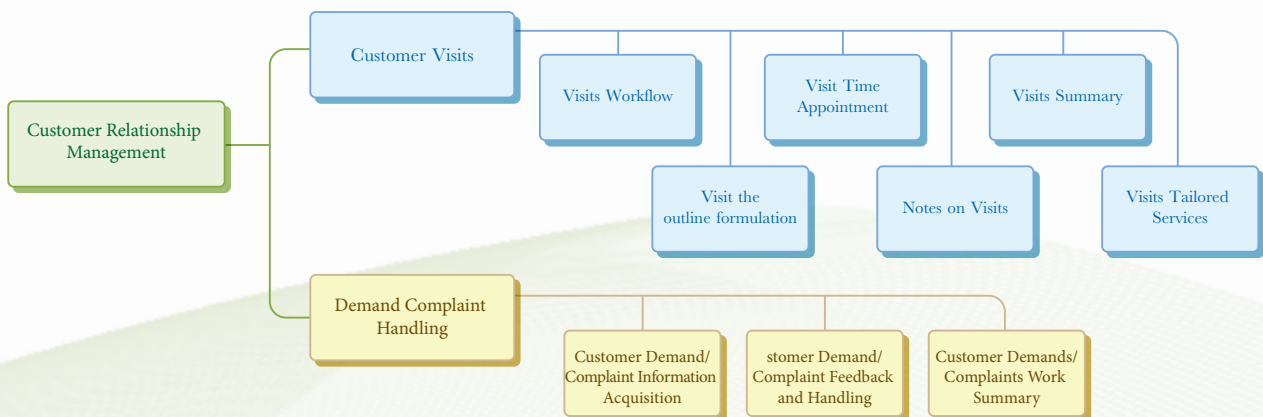 Customer Relationship
Management
Customer Visits
Visits Workflow
Visit Time
Appointment
Visits Summary
Visit the
outline formulation
Notes on Visits
Visits Tailored
Services
Demand Complaint
Handling
Customer Demand/
Complaint Information
Acquisition
stomer Demand/
Complaint Feedback
and Handling
Customer Demands/
Complaints Work
Summary